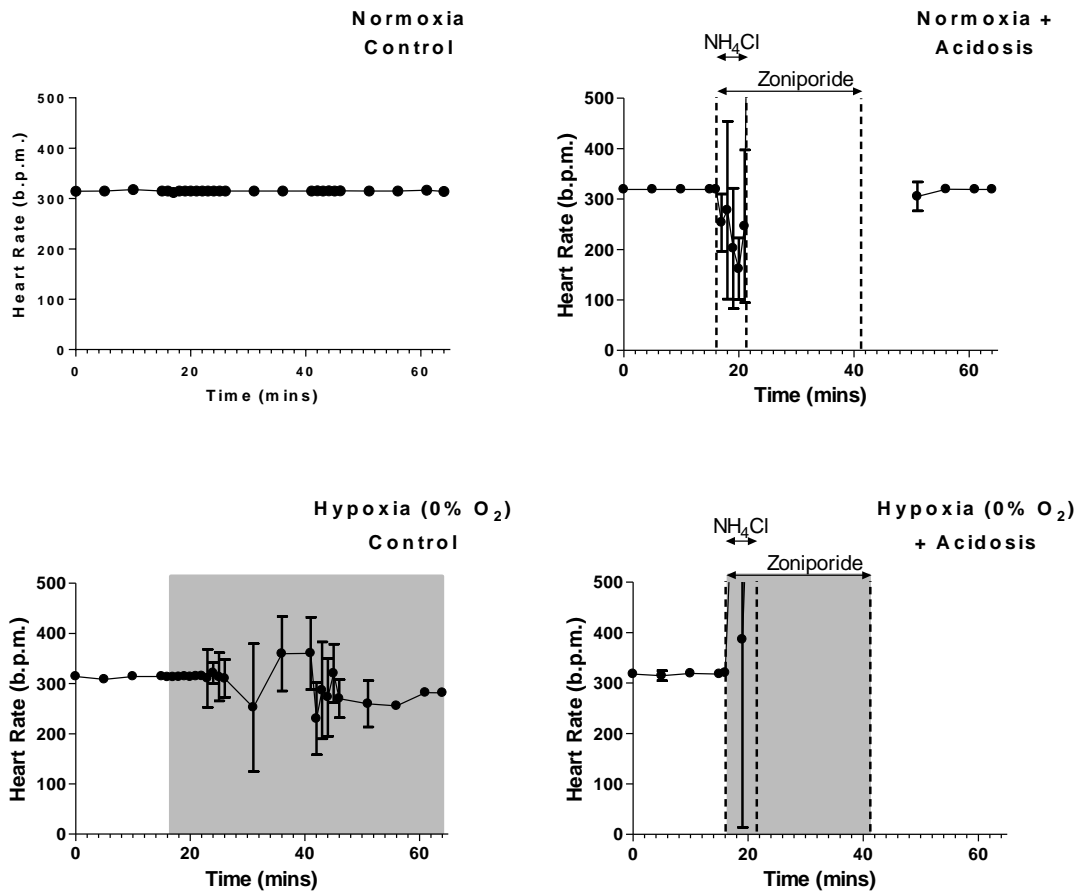 Normoxia
Control
500
400
300
200
100
0
Heart Rate (b.p.m.)
0 20 40 60
Time (mins)
Normoxia +
Acidosis
NH4Cl
Zoniporide
500
400
300
200
100
0
Heart Rate (b.p.m.)
0 20 40 60
Time (mins)
Hypoxia (0% O2)
Control
500
400
300
200
100
0
Heart Rate (b.p.m.)
0 20 40 60
Time (mins)
Hypoxia (0% O2)
+ Acidosis
NH4Cl
Zoniporide
500
400
300
200
100
0
Heart Rate (b.p.m.)
0 20 40 60
Time (mins)